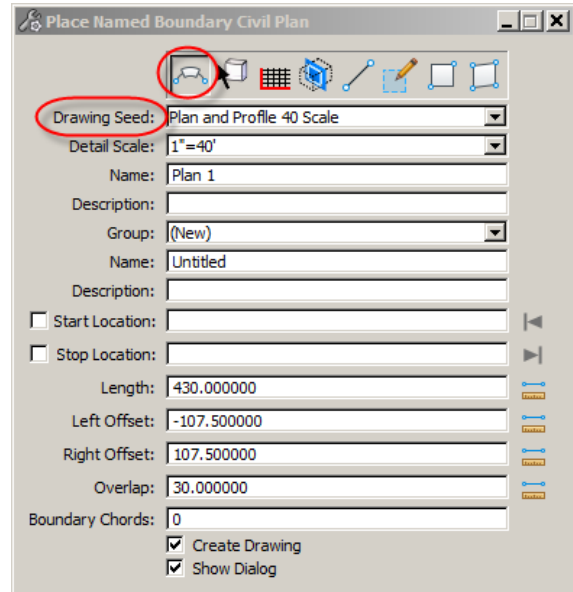 Place Named Boundary Civil Plan
Drawing Seed: Plan and Profile 40 Scale
Detail Scale: 1"=40'
Name: Plan 1
Description:
Group: (New)
Name: Untitled
Description:
Start Location:
Stop Location:
Length: 430.000000
Left Offset: -107.500000
Right Offset: 107.500000
Overlap: 30.000000
Boundary Chords: 0
Create Drawing
Show Dialog